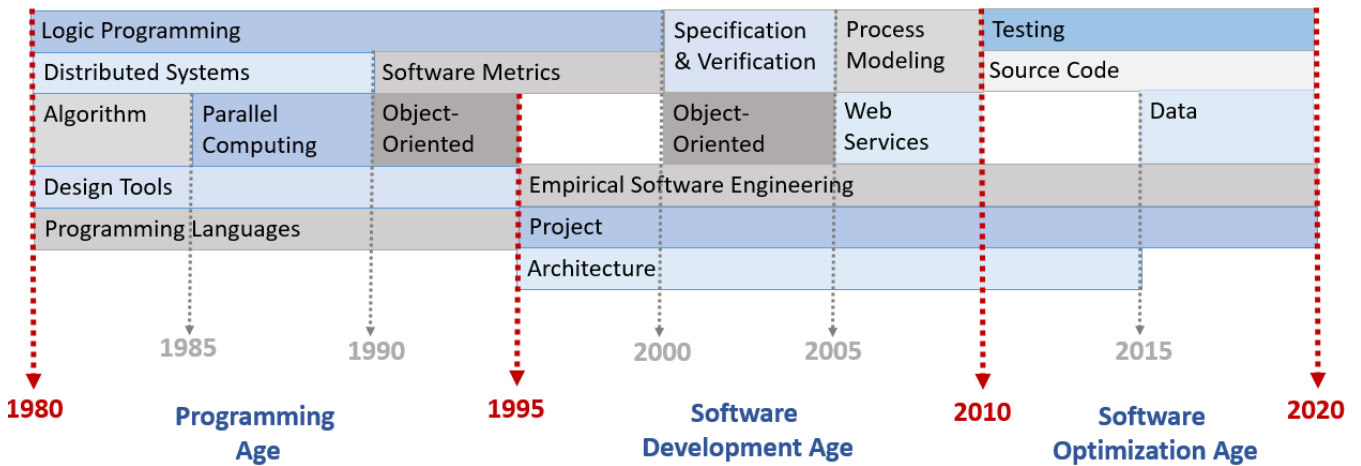 Logic Programming
Specification
& Verification
Process
Modeling
Testing
Distributed Systems
Software Metrics
Source Code
Algorithm
Parallel
Computing
Object-
Oriented
Object-
Oriented
Web
Services
Data
Design Tools
Empirical Software Engineering
Programming Languages
Project
Architecture
1985
1990
2000
2005
2015
1980
1995
2010
2020
Programming
Age
Software
Development Age
Software
Optimization Age